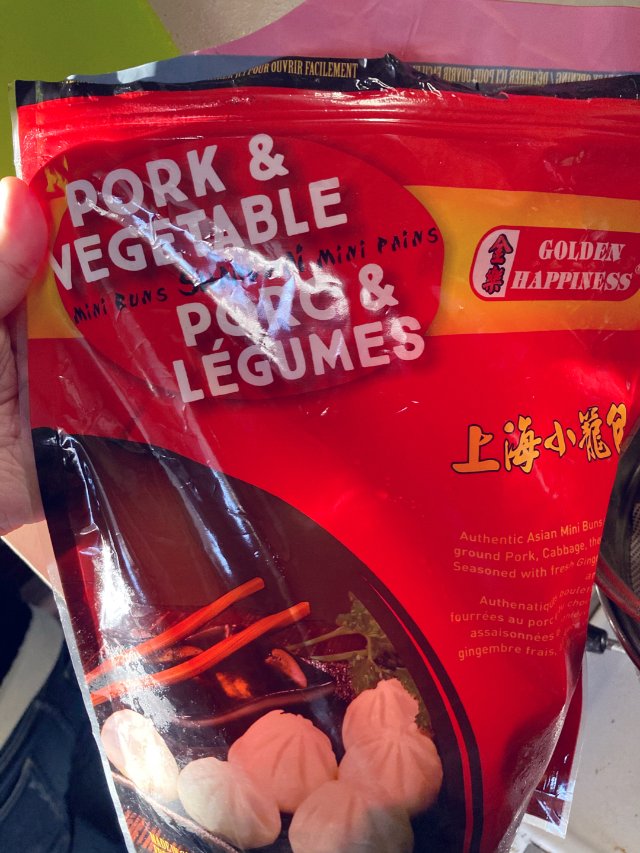 POUR OUVRIR FACILEMENT
PORK &
VEGETABLE
MINI BUNS
MINI PAINS
PORC &
LÉGUMES
金樂
GOLDEN
HAPPINESS
上海小籠包
Authentic Asian Mini Buns
ground Pork, Cabbage,
Seasoned with fresh
fourrées au porc
assaisonnées
gingembre frais.